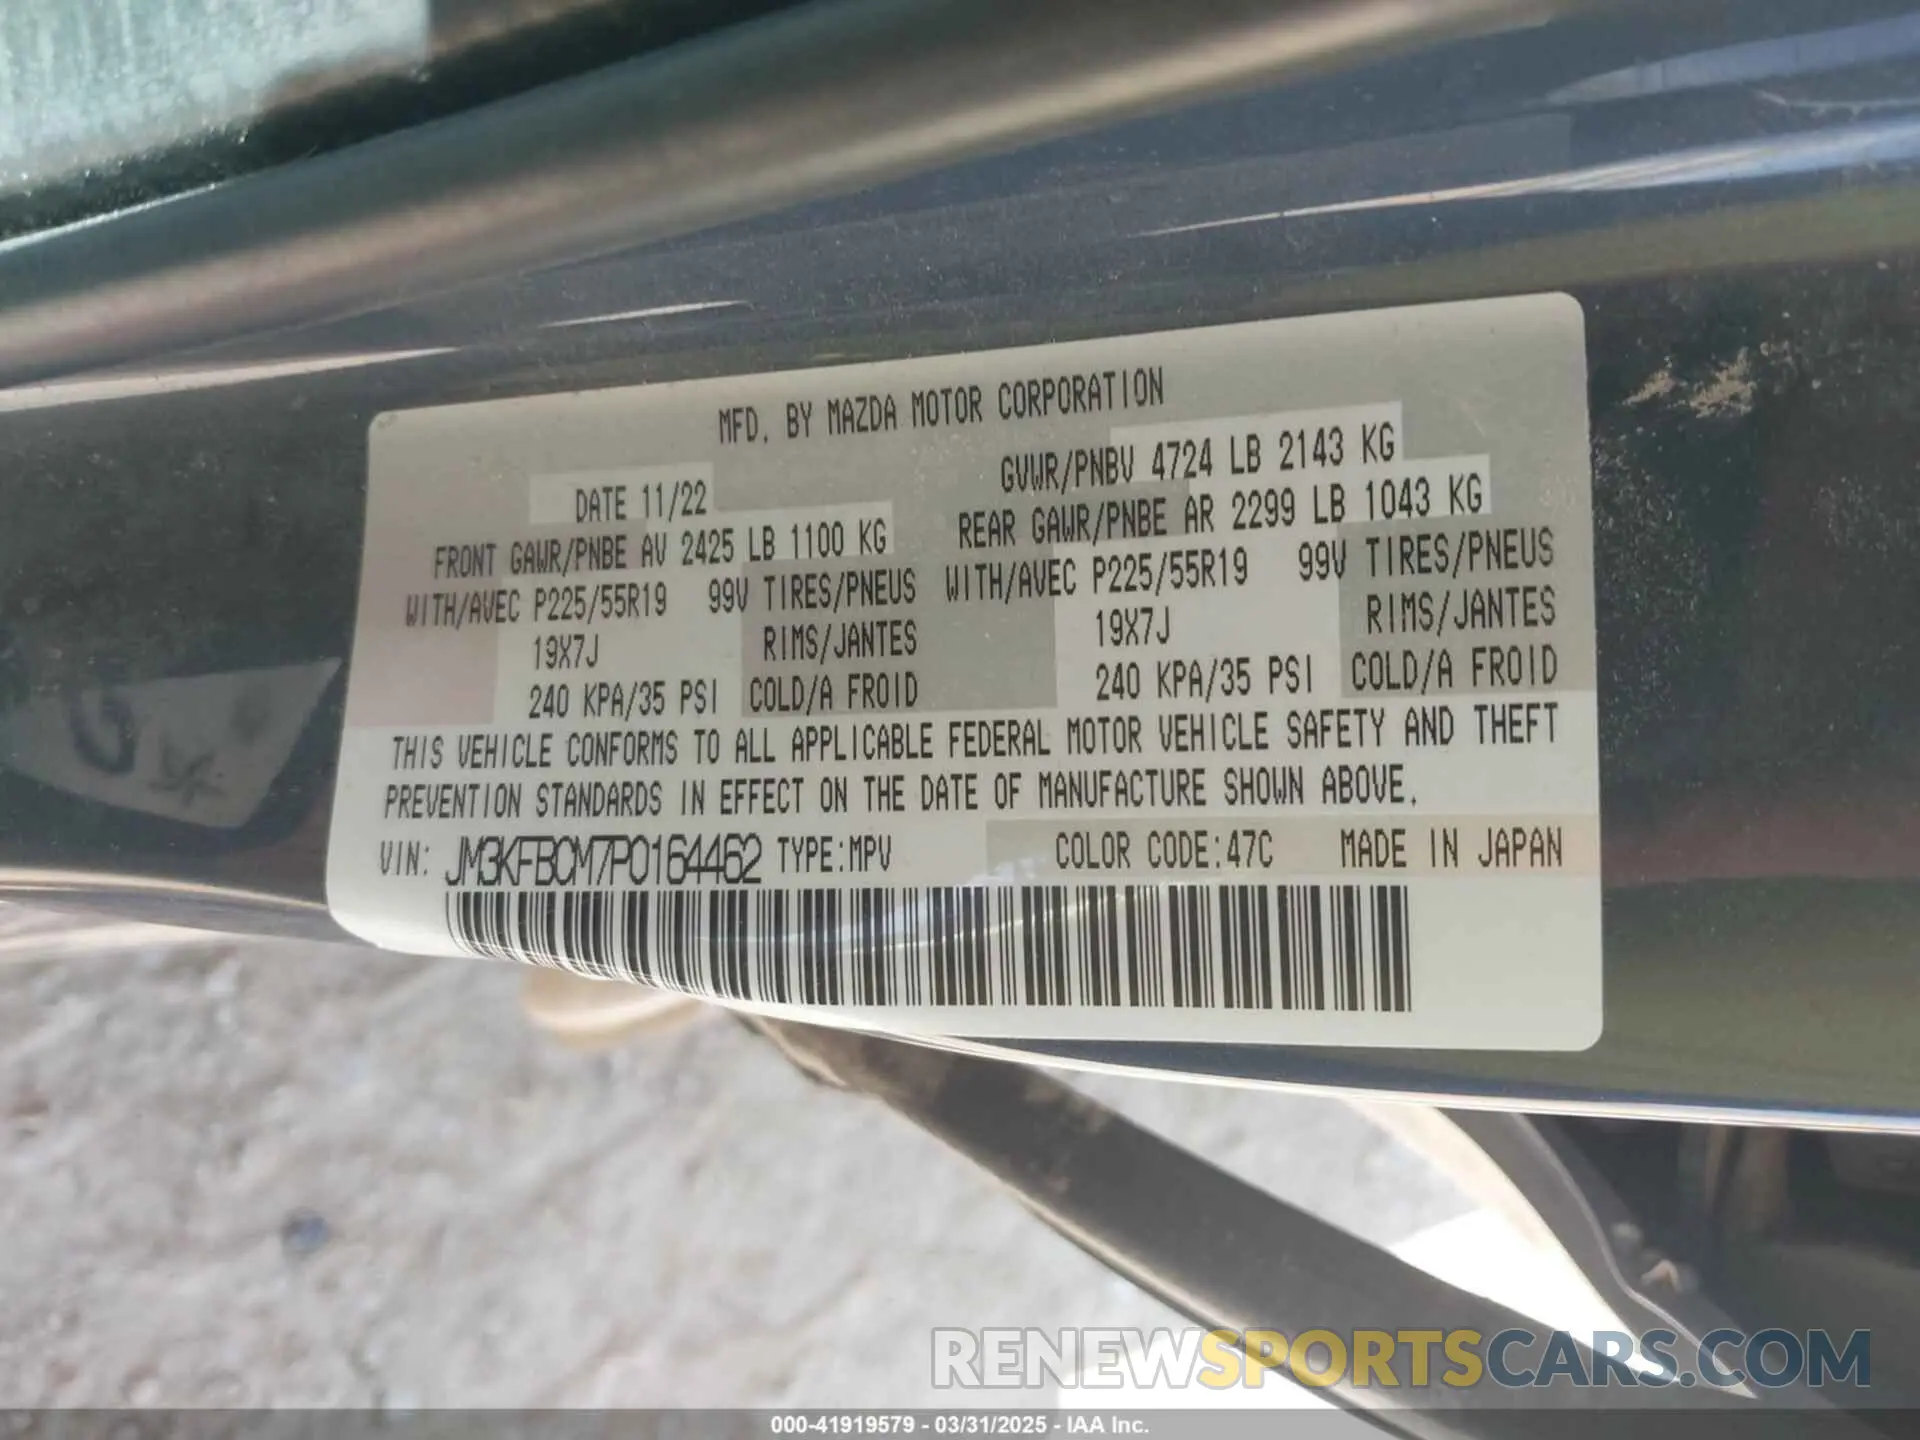 MFD. BY MAZDA MOTOR CORPORATION
DATE 11/22
GVWR/PNBV 4724 LB 2143 KG
FRONT GAWR/PNBE AV 2425 LB 1100 KG
REAR GAWR/PNBE AR 2299 LB 1043 KG
WITH/AVEC P225/55R19 99V TIRES/PNEUS
WITH/AVEC P225/55R19 99V TIRES/PNEUS
19X7J RIMS/JANTES
19X7J RIMS/JANTES
240 KPA/35 PSI COLD/A FROID
240 KPA/35 PSI COLD/A FROID
THIS VEHICLE CONFORMS TO ALL APPLICABLE FEDERAL MOTOR VEHICLE SAFETY AND THEFT
PREVENTION STANDARDS IN EFFECT ON THE DATE OF MANUFACTURE SHOWN ABOVE.
VIN: JM3KFBCM7P0164462 TYPE:MPV COLOR CODE:47C MADE IN JAPAN
RENEWSPORTSCARS.COM
000-41919579 - 03/31/2025 - IAA Inc.